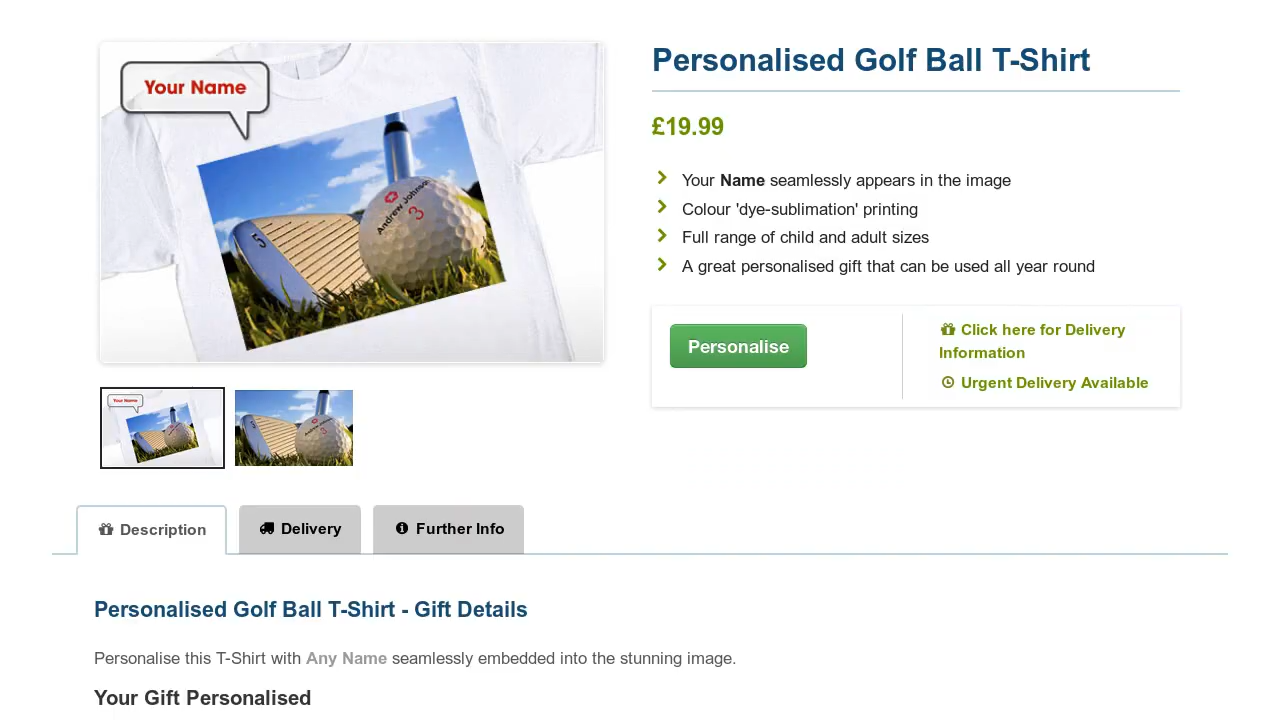 Your Name
5
Andrew Johnson
3
Personalised Golf Ball T-Shirt
£19.99
Your Name seamlessly appears in the image
Colour 'dye-sublimation' printing
Full range of child and adult sizes
A great personalised gift that can be used all year round
Personalise
Click here for Delivery
Information
Urgent Delivery Available
Your Name
Description
Delivery
Further Info
Personalised Golf Ball T-Shirt - Gift Details
Personalise this T-Shirt with Any Name seamlessly embedded into the stunning image.
Your Gift Personalised